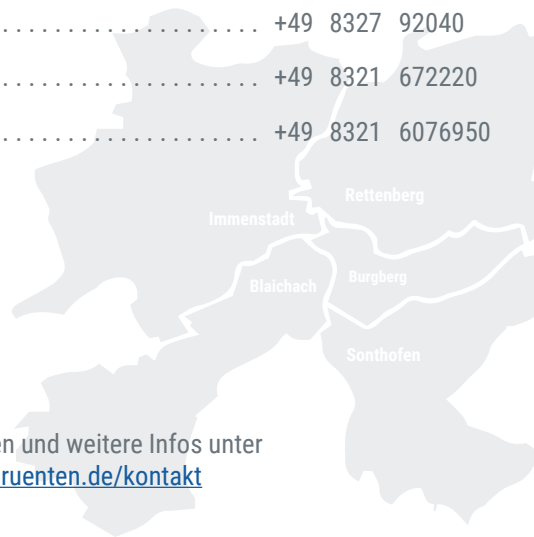 .................... +49 8327 92040
.................... +49 8321 672220
.................... +49 8321 6076950
Rettenberg
Immenstadt
Burgberg
Blaichach
Sonthofen
en und weitere Infos unter
ruenten.de/kontakt